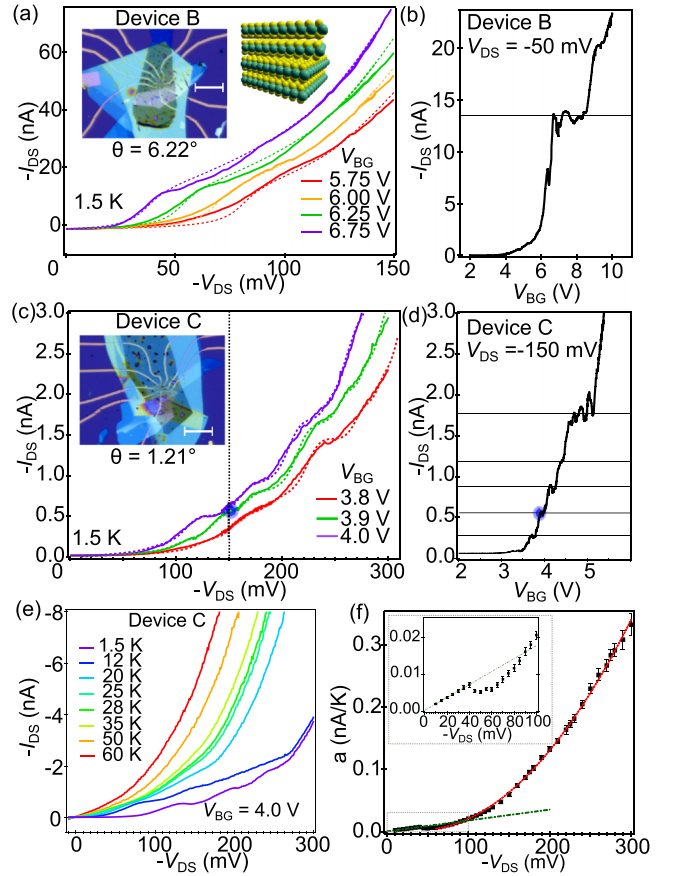 (a)
Device B
75
60
40
20
0
-I_DS (nA)
θ = 6.22°
1.5 K
V_BG
5.75 V
6.00 V
6.25 V
6.75 V
0
50
100
150
-V_DS (mV)
(b)
Device B
V_DS = -50 mV
20
15
10
5
0
-I_DS (nA)
2
4
6
8
10
V_BG (V)
(c)
Device C
3.0
2.5
2.0
1.5
1.0
0.5
0.0
-I_DS (nA)
θ = 1.21°
1.5 K
V_BG
3.8 V
3.9 V
4.0 V
0
100
200
300
-V_DS (mV)
(d)
Device C
V_DS =-150 mV
3.0
2.5
2.0
1.5
1.0
0.5
0.0
-I_DS (nA)
2
3
4
5
V_BG (V)
(e)
Device C
-8
-6
-4
-2
0
-I_DS (nA)
1.5 K
12 K
20 K
25 K
28 K
35 K
50 K
60 K
V_BG = 4.0 V
0
100
200
300
-V_DS (mV)
(f)
0.3
0.2
0.1
0.0
a (nA/K)
0.02
0.01
0.00
0
20
40
60
80
100
-V_DS (mV)
0
50
100
150
200
250
300
-V_DS (mV)